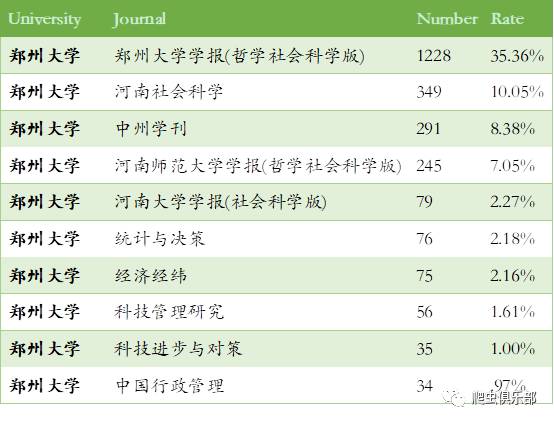 University Journal Number Rate
郑州大学 郑州大学学报(哲学社会科学版) 1228 35.36%
郑州大学 河南社会科学 349 10.05%
郑州大学 中州学刊 291 8.38%
郑州大学 河南师范大学学报(哲学社会科学版) 245 7.05%
郑州大学 河南大学学报(社会科学版) 79 2.27%
郑州大学 统计与决策 76 2.18%
郑州大学 经济经纬 75 2.16%
郑州大学 科技管理研究 56 1.61%
郑州大学 科技进步与对策 35 1.00%
郑州大学 中国行政管理 34 .97%
爬虫俱乐部